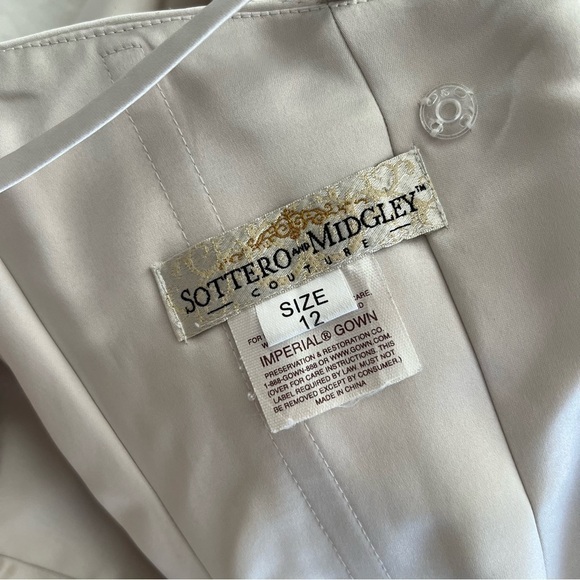 SOTTERO AND MIDGLEY™
COUTURE
SIZE
12
FOR CARE
IMPERIAL® GOWN
PRESERVATION & RESTORATION CO.
1-888-GOWN-888 OR WWW.GOWN.COM
(OVER FOR CARE INSTRUCTIONS. THIS
LABEL REQUIRED BY LAW. MUST NOT
BE REMOVED EXCEPT BY CONSUMER.)
MADE IN CHINA